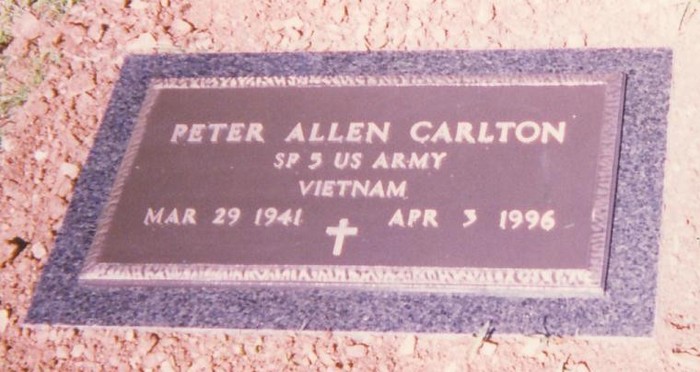 PETER ALLEN CARLTON
SP 5 US ARMY
VIETNAM
MAR 29 1941 APR 3 1996